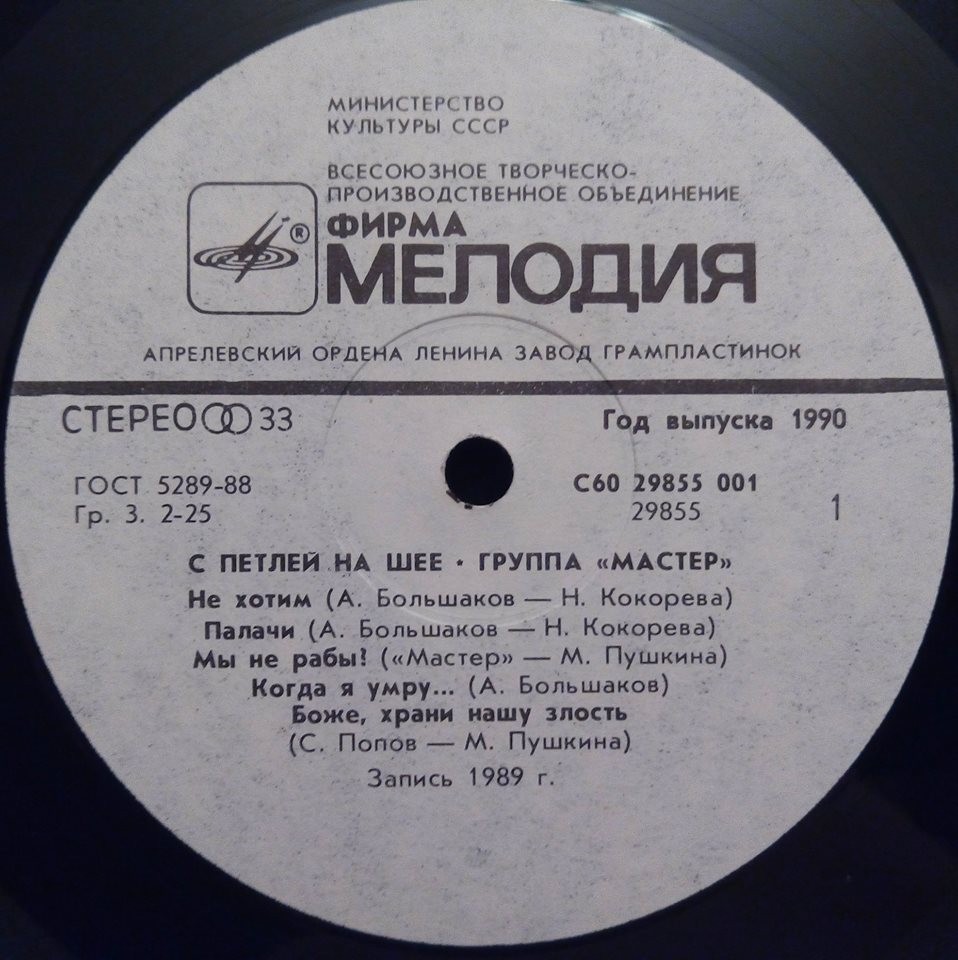 МИНИСТЕРСТВО
КУЛЬТУРЫ СССР
ВСЕСОЮЗНОЕ ТВОРЧЕСКО-
ПРОИЗВОДСТВЕННОЕ ОБЪЕДИНЕНИЕ
ФИРМА
®
МЕЛОДИЯ
АПРЕЛЕВСКИЙ ОРДЕНА ЛЕНИНА ЗАВОД ГРАМПЛАСТИНОК
СТЕРЕО 33
Год выпуска 1990
ГОСТ 5289-88
Гр. 3. 2-25
С60 29855 001
29855
1
С ПЕТЛЕЙ НА ШЕЕ • ГРУППА «МАСТЕР»
Не хотим (А. Большаков — Н. Кокорева)
Палачи (А. Большаков — Н. Кокорева)
Мы не рабы? («Мастер» — М. Пушкина)
Когда я умру... (А. Большаков)
Боже, храни нашу злость
(С. Попов — М. Пушкина)
Запись 1989 г.